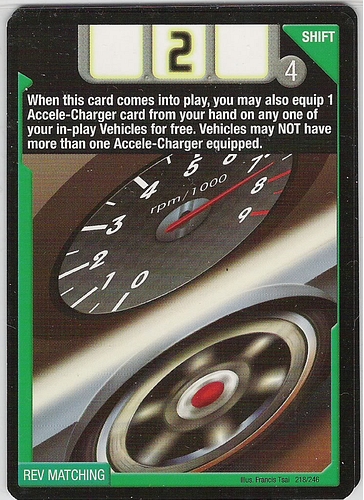 2
SHIFT
4
When this card comes into play, you may also equip 1
Accele-Charger card from your hand on any one of
your in-play Vehicles for free. Vehicles may NOT have
more than one Accele-Charger equipped.
rpm/1000
0
1
2
3
4
5
6
7
8
9
REV MATCHING
Illus. Francis Tsai 218/246